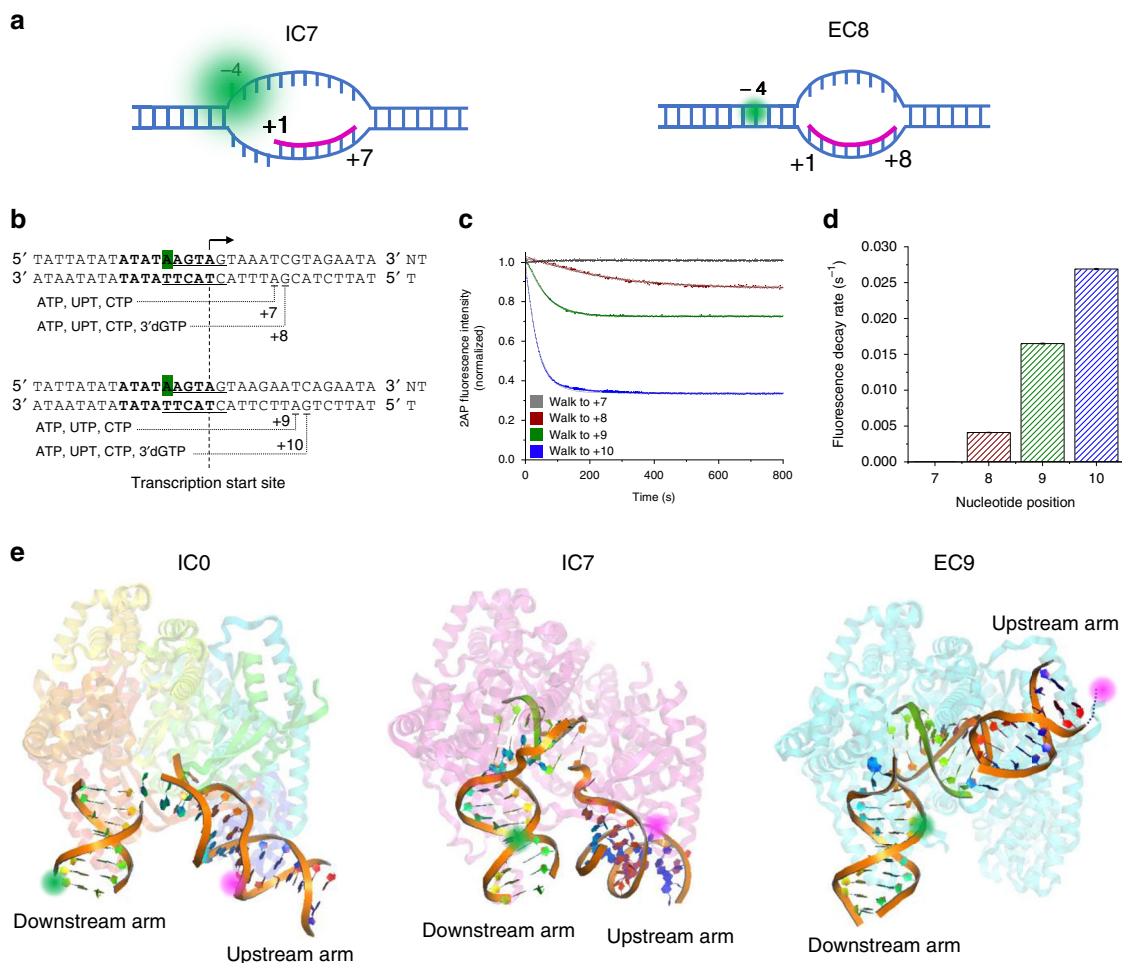 a
IC7
EC8
−4
+1
+7
− 4
+1
+8
b
5′ TATTATATATATAAGTAGTAAATCGTAGAATA 3′ NT
3′ ATAATATATATATTCATCATTTAGCATCTTAT 5′ T
ATP, UPT, CTP
+7
ATP, UPT, CTP, 3′dGTP
+8
5′ TATTATATATATAAGTAGTAAGAATCAGAATA 3′ NT
3′ ATAATATATATATTCATCATTCTTAGTCTTAT 5′ T
ATP, UTP, CTP
+9
ATP, UPT, CTP, 3′dGTP
+10
Transcription start site
c
2AP fluorescence intensity
(normalized)
1.0
0.8
0.6
0.4
0.2
0.0
Walk to +7
Walk to +8
Walk to +9
Walk to +10
0 200 400 600 800
Time (s)
d
Fluorescence decay rate (s−1)
0.030
0.025
0.020
0.015
0.010
0.005
0.000
7 8 9 10
Nucleotide position
e
IC0
IC7
EC9
Downstream arm
Upstream arm
Downstream arm
Upstream arm
Upstream arm
Downstream arm